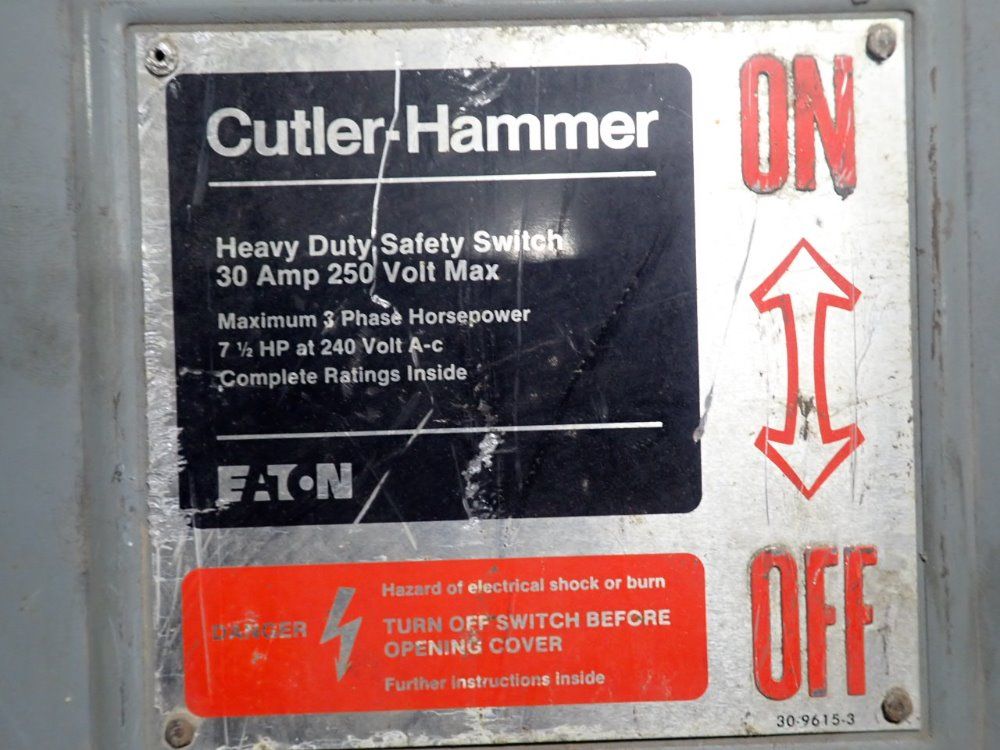 Cutler-Hammer
Heavy Duty Safety Switch
30 Amp 250 Volt Max
Maximum 3 Phase Horsepower
7 ½ HP at 240 Volt A-c
Complete Ratings Inside
EATON
DANGER
Hazard of electrical shock or burn
TURN OFF SWITCH BEFORE
OPENING COVER
Further Instructions Inside
ON
OFF
30-9615-3